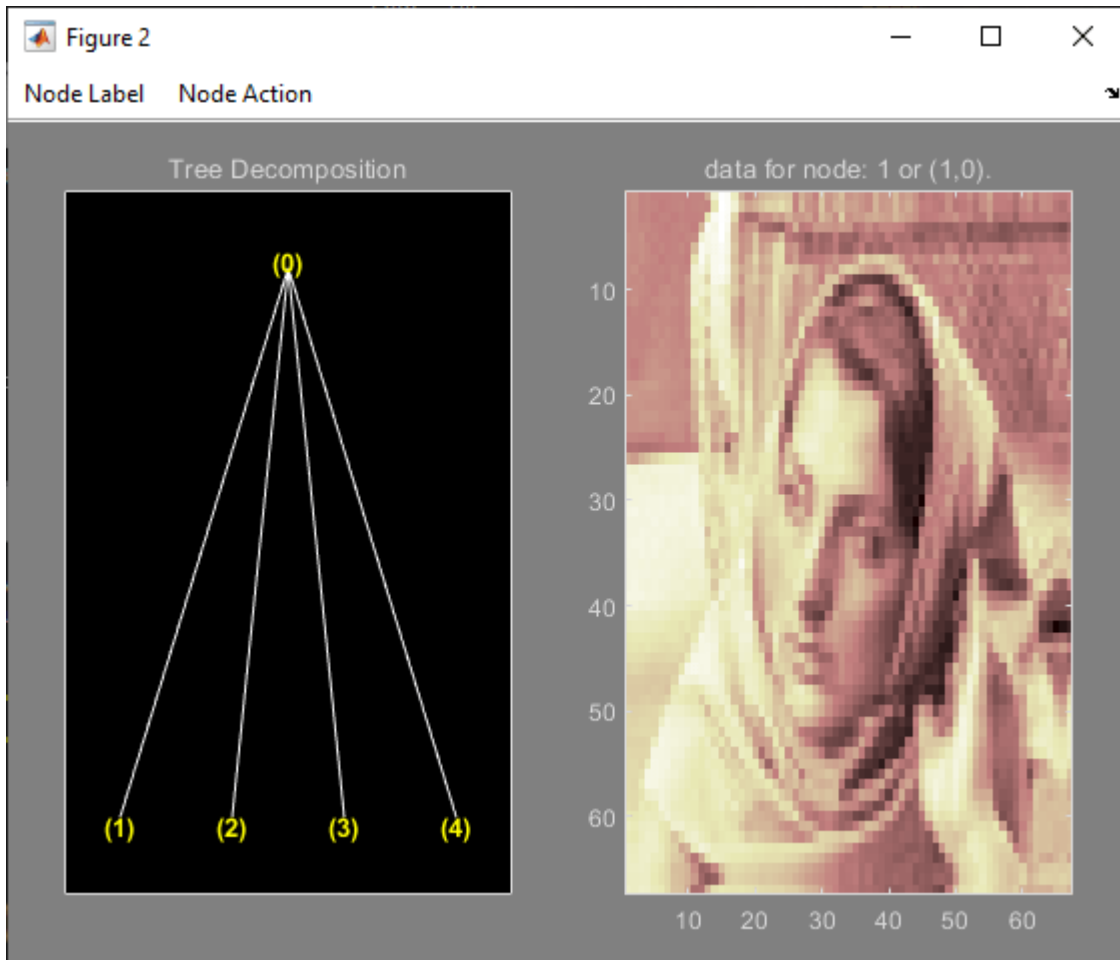 Figure 2
Node Label Node Action
Tree Decomposition
(0)
(1) (2) (3) (4)
data for node: 1 or (1,0).
10
20
30
40
50
60
10 20 30 40 50 60